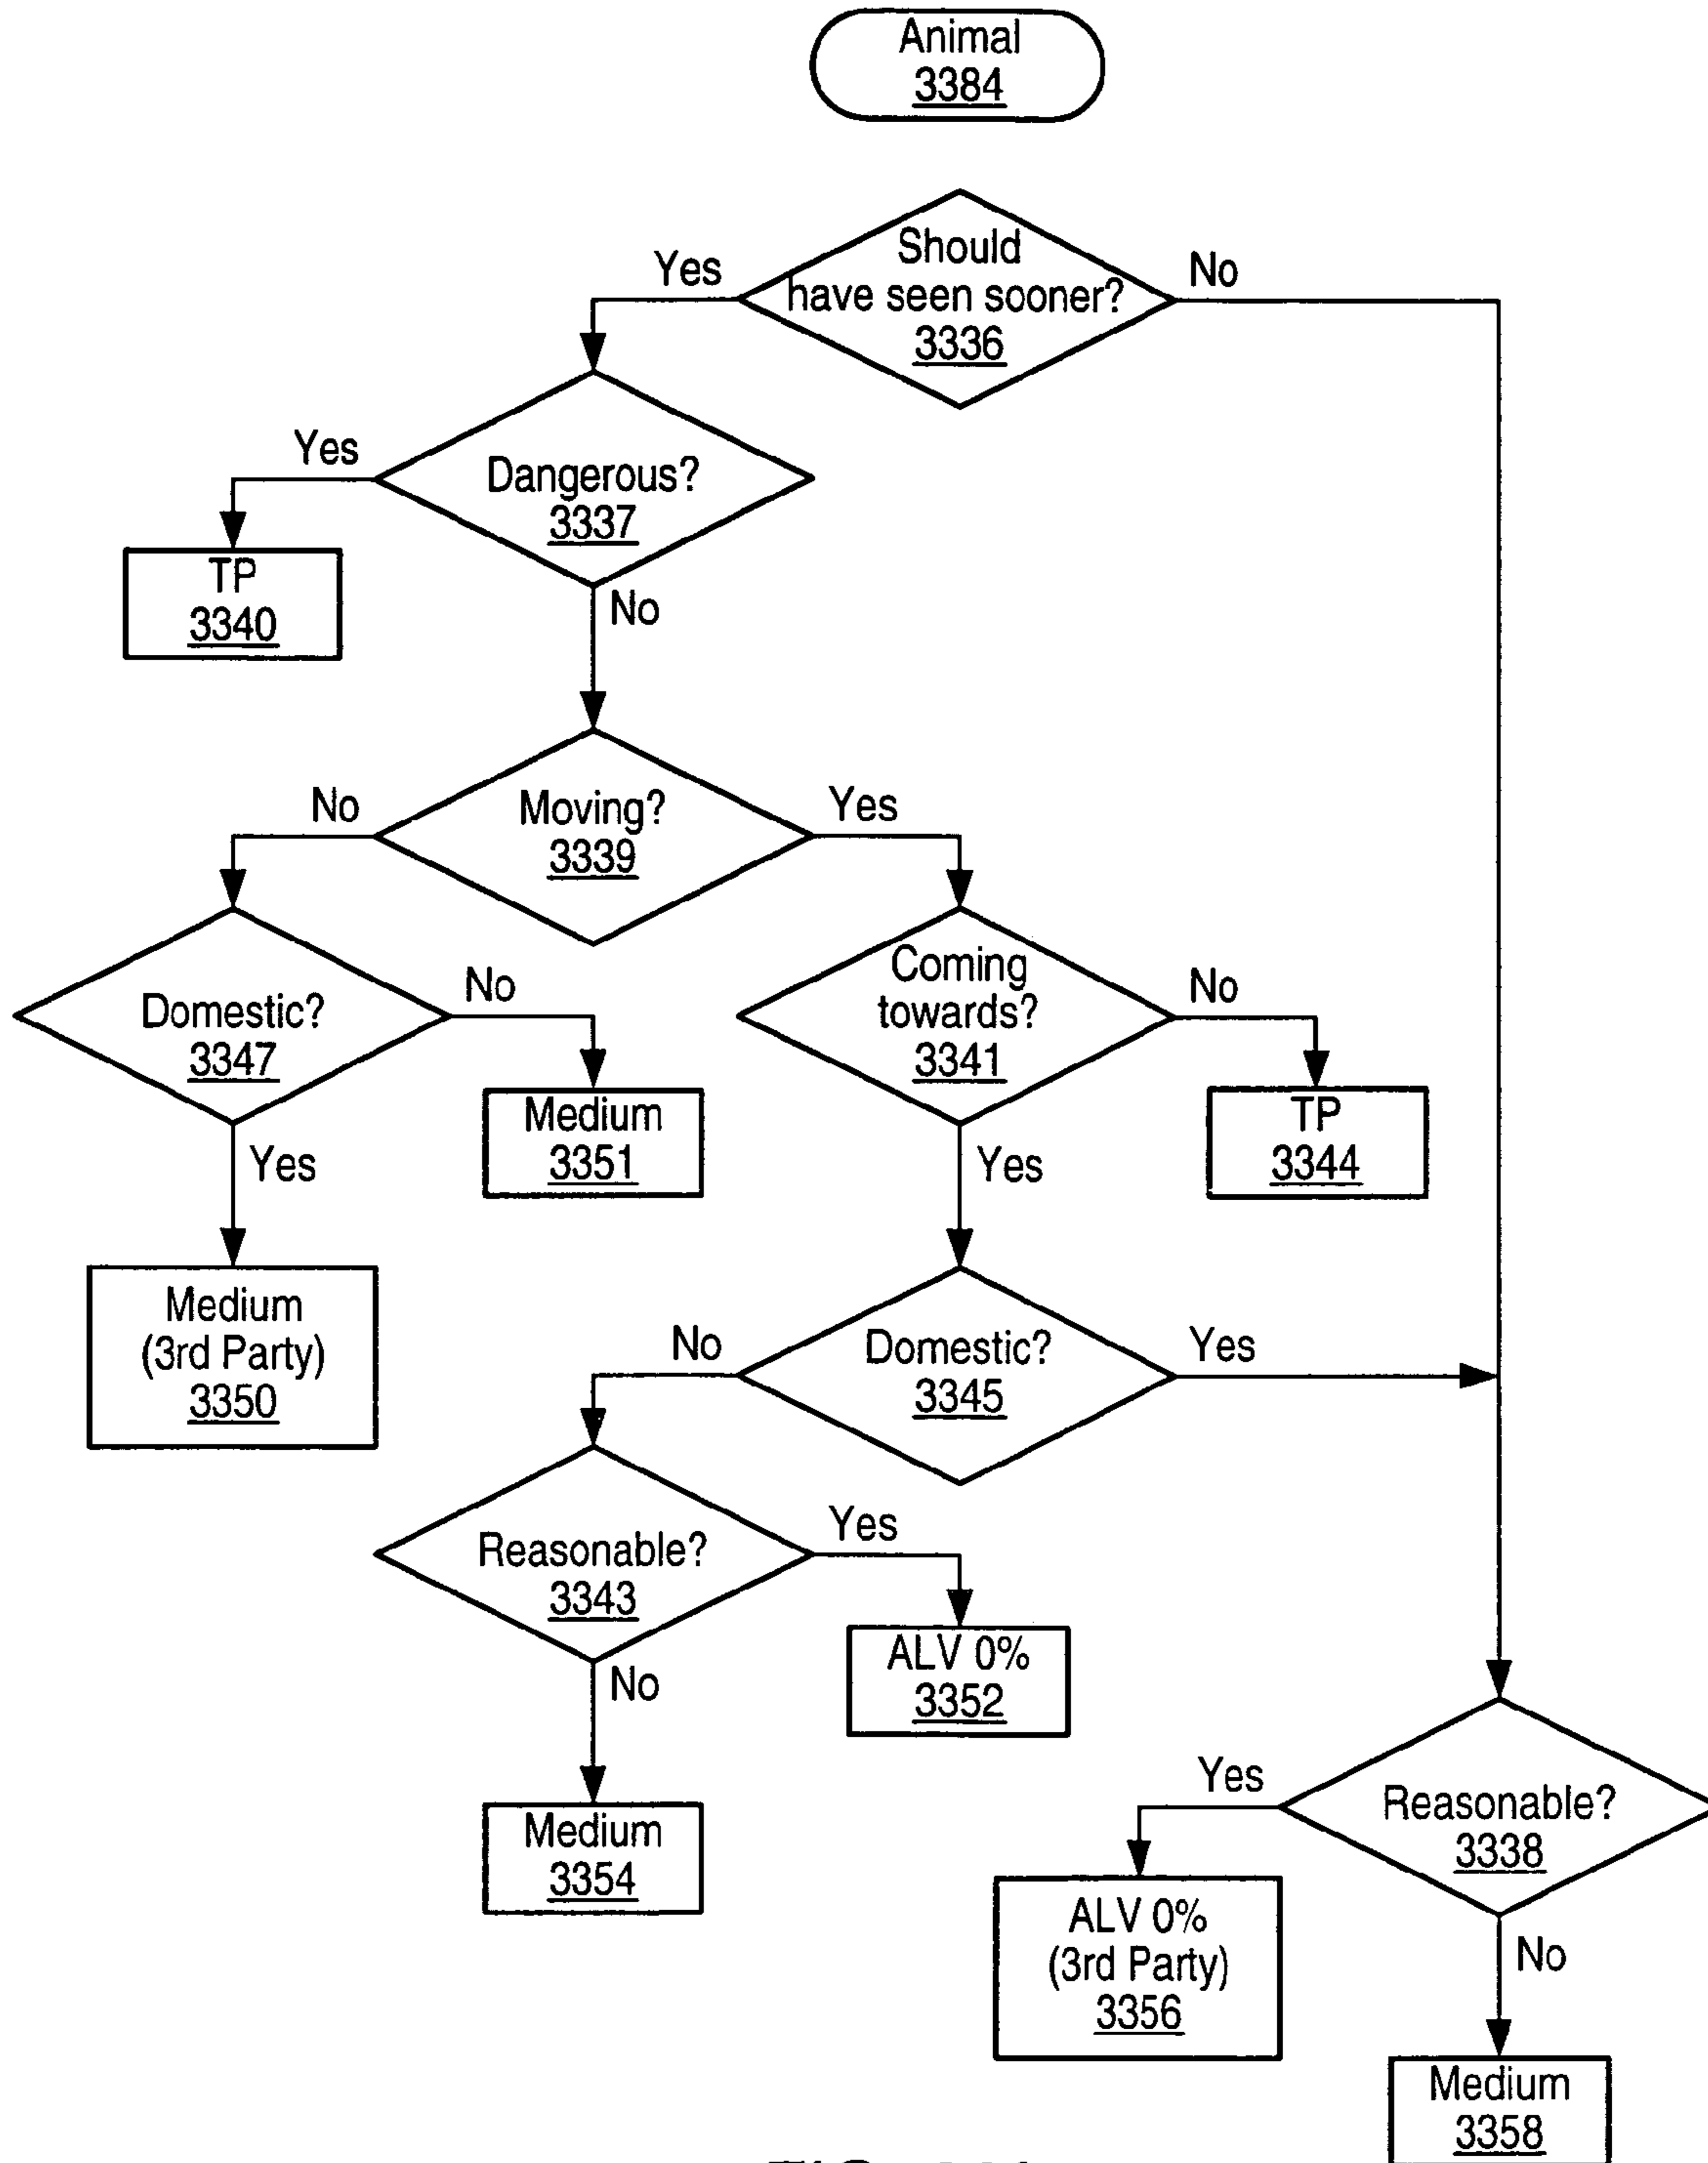 Animal
3384
Should
have seen sooner?
3336
Yes
No
Dangerous?
3337
Yes
No
TP
3340
Moving?
3339
No
Yes
Domestic?
3347
No
Yes
Coming
towards?
3341
No
Yes
Medium
3351
TP
3344
Medium
(3rd Party)
3350
Domestic?
3345
No
Yes
Reasonable?
3343
Yes
No
ALV 0%
3352
Medium
3354
Reasonable?
3338
Yes
No
ALV 0%
(3rd Party)
3356
Medium
3358